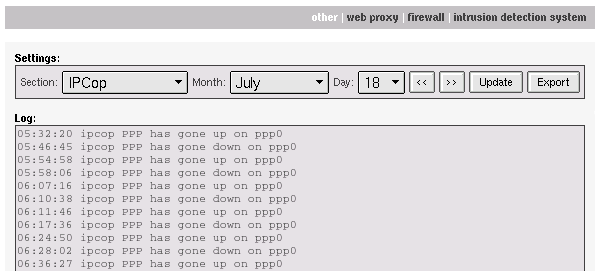 other | web proxy | firewall | intrusion detection system
Settings:
Section: IPCop Month: July Day: 18 << >> Update Export
Log:
05:32:20 ipcop PPP has gone up on ppp0
05:46:45 ipcop PPP has gone down on ppp0
05:54:58 ipcop PPP has gone up on ppp0
05:58:06 ipcop PPP has gone down on ppp0
06:07:16 ipcop PPP has gone up on ppp0
06:10:38 ipcop PPP has gone down on ppp0
06:11:46 ipcop PPP has gone up on ppp0
06:17:36 ipcop PPP has gone down on ppp0
06:24:50 ipcop PPP has gone up on ppp0
06:28:02 ipcop PPP has gone down on ppp0
06:36:27 ipcop PPP has gone up on ppp0